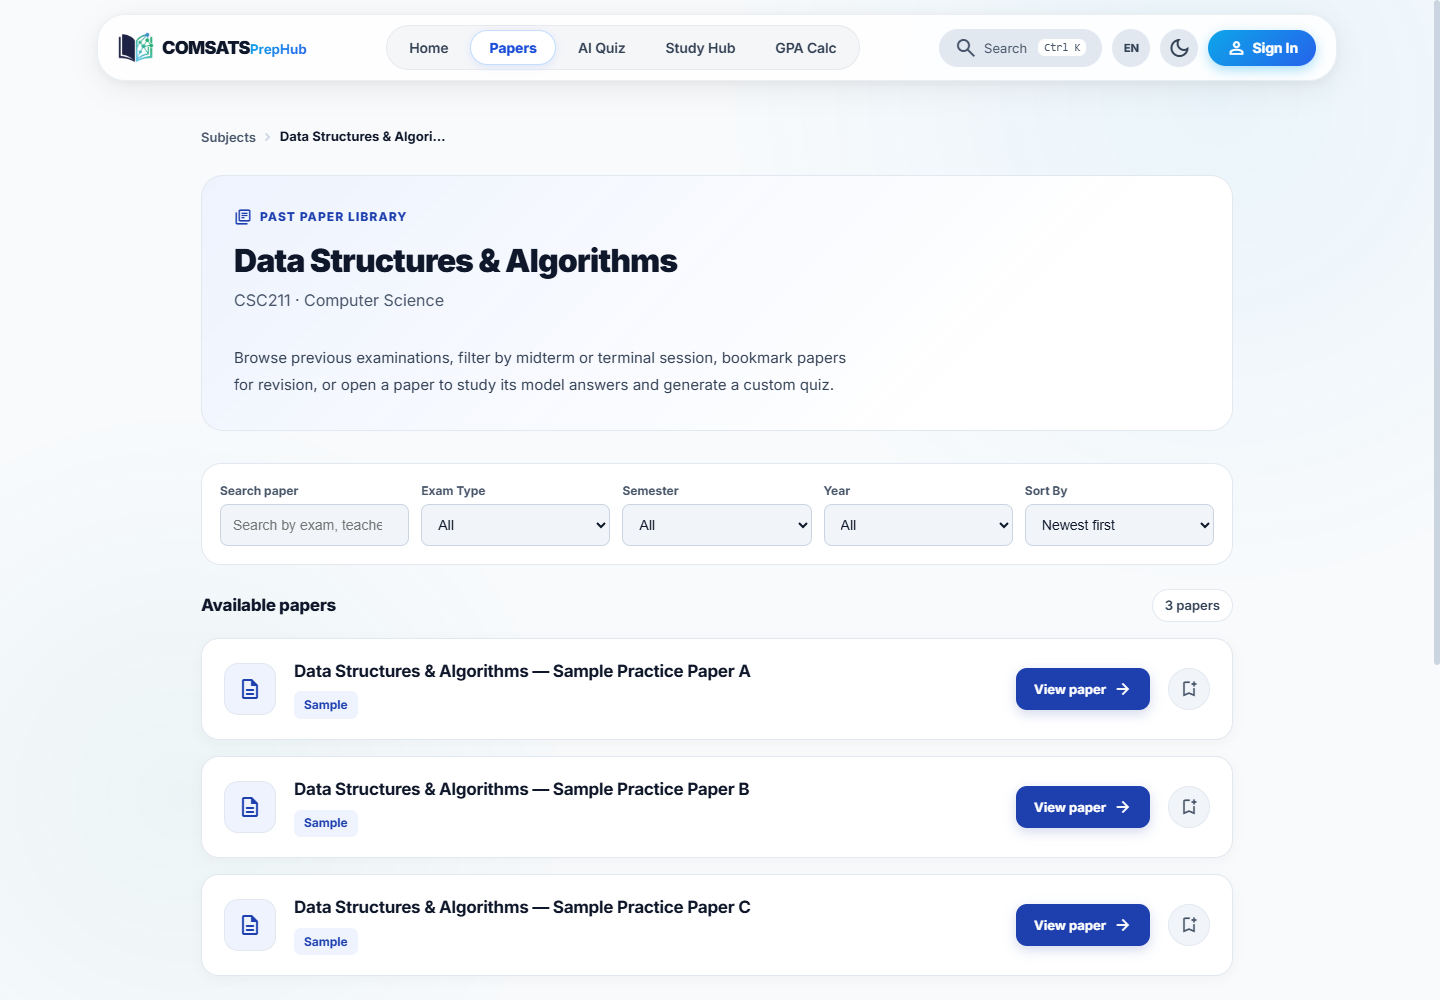 COMSATSPrepHub
Home
Papers
AI Quiz
Study Hub
GPA Calc
Search
Ctrl K
EN
Sign In
Subjects
Data Structures & Algori...
PAST PAPER LIBRARY
Data Structures & Algorithms
CSC211 · Computer Science
Browse previous examinations, filter by midterm or terminal session, bookmark papers
for revision, or open a paper to study its model answers and generate a custom quiz.
Search paper
Exam Type
Semester
Year
Sort By
Search by exam, teache
All
All
All
Newest first
Available papers
3 papers
Data Structures & Algorithms — Sample Practice Paper A
Sample
View paper
Data Structures & Algorithms — Sample Practice Paper B
Sample
View paper
Data Structures & Algorithms — Sample Practice Paper C
Sample
View paper